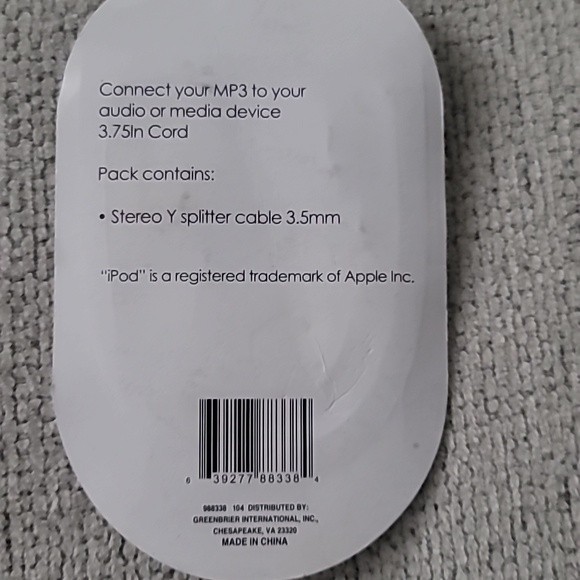 Connect your MP3 to your
audio or media device
3.75In Cord
Pack contains:
• Stereo Y splitter cable 3.5mm
"iPod" is a registered trademark of Apple Inc.
6 39277 88338 4
988338 104 DISTRIBUTED BY:
GREENBRIER INTERNATIONAL, INC.,
CHESAPEAKE, VA 23320
MADE IN CHINA